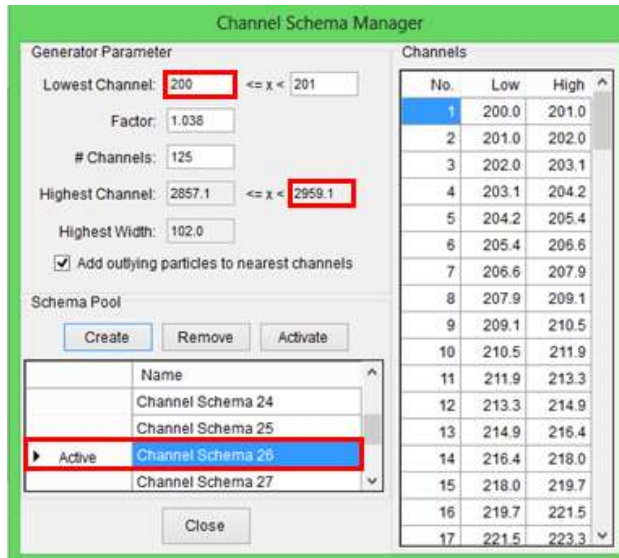 Channel Schema Manager
Generator Parameter
Lowest Channel: 200 <= x < 201
Factor: 1.038
# Channels: 125
Highest Channel: 2857.1 <= x < 2959.1
Highest Width: 102.0
Add outlying particles to nearest channels
Schema Pool
Create Remove Activate
Name
Channel Schema 24
Channel Schema 25
Active Channel Schema 26
Channel Schema 27
Close
Channels
No. Low High
1 200.0 201.0
2 201.0 202.0
3 202.0 203.1
4 203.1 204.2
5 204.2 205.4
6 205.4 206.6
7 206.6 207.9
8 207.9 209.1
9 209.1 210.5
10 210.5 211.9
11 211.9 213.3
12 213.3 214.9
13 214.9 216.4
14 216.4 218.0
15 218.0 219.7
16 219.7 221.5
17 221.5 223.3